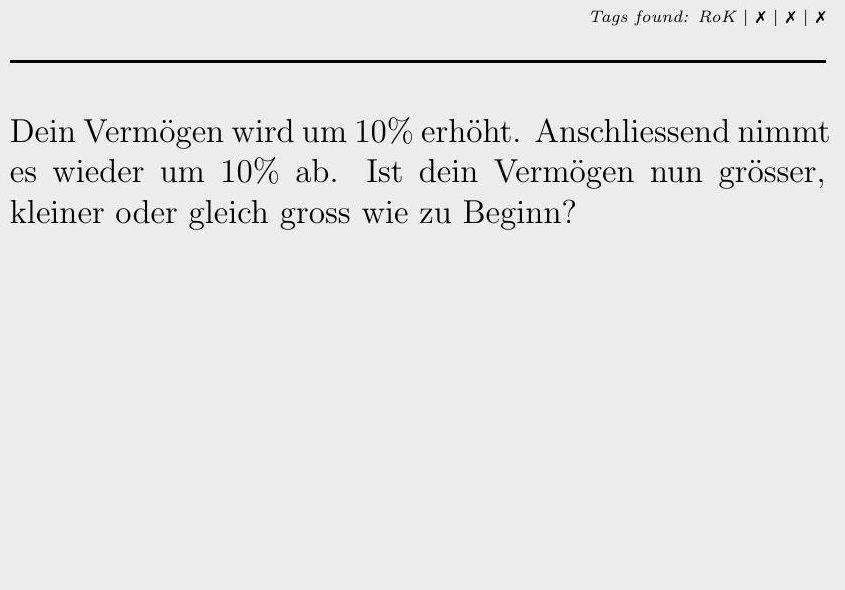 Tags found: RoK | ✗ | ✗ | ✗
Dein Vermögen wird um 10% erhöht. Anschliessend nimmt
es wieder um 10% ab. Ist dein Vermögen nun grösser,
kleiner oder gleich gross wie zu Beginn?